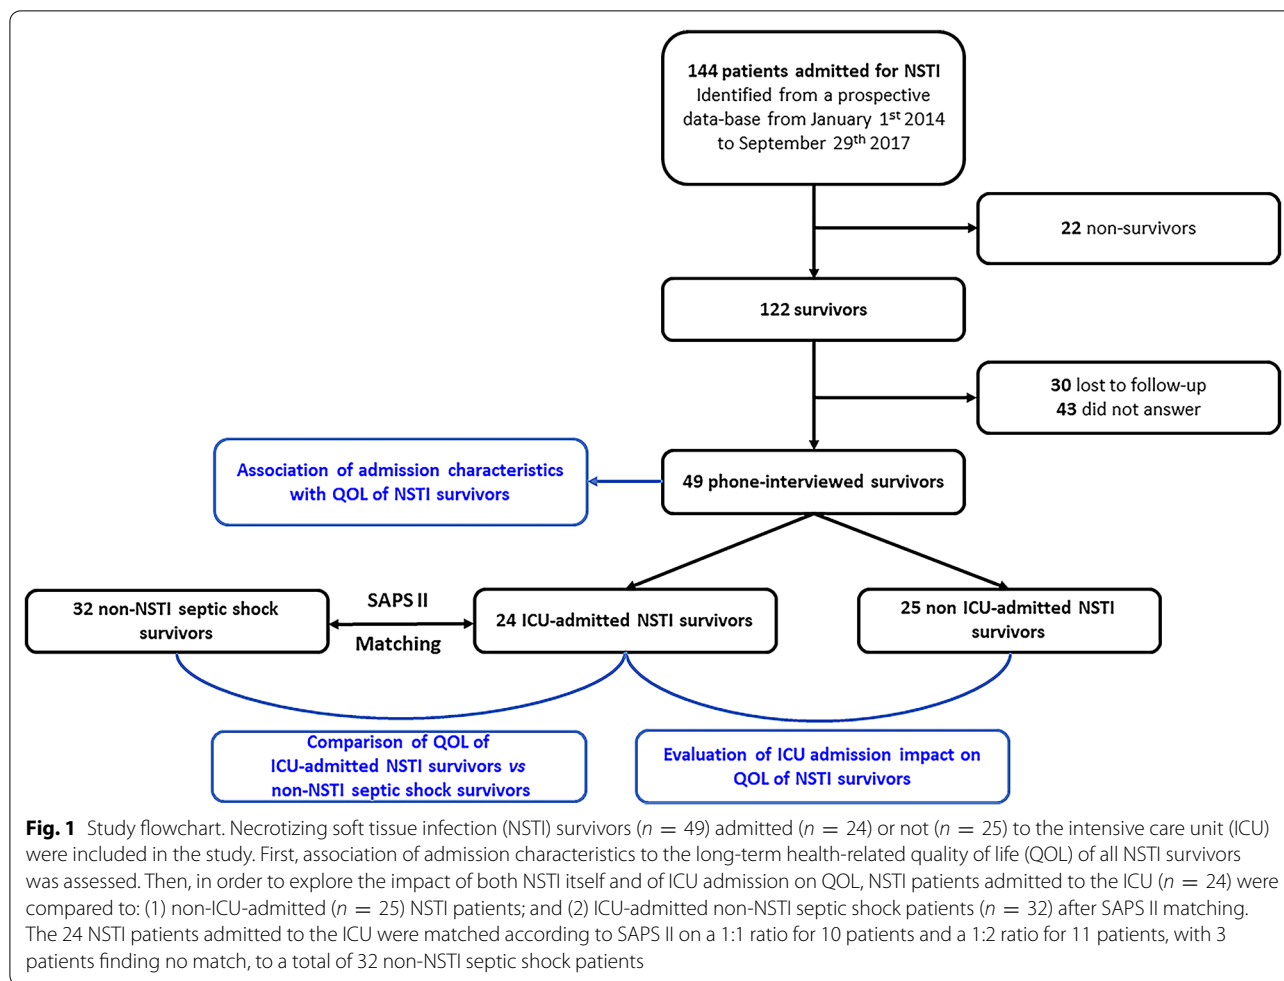 144 patients admitted for NSTI
Identified from a prospective
data-base from January 1st 2014
to September 29th 2017
22 non-survivors
122 survivors
30 lost to follow-up
43 did not answer
Association of admission characteristics
with QOL of NSTI survivors
49 phone-interviewed survivors
32 non-NSTI septic shock
survivors
SAPS II
Matching
24 ICU-admitted NSTI survivors
25 non ICU-admitted NSTI
survivors
Comparison of QOL of
ICU-admitted NSTI survivors vs
non-NSTI septic shock survivors
Evaluation of ICU admission impact on
QOL of NSTI survivors
Fig. 1 Study flowchart. Necrotizing soft tissue infection (NSTI) survivors (n = 49) admitted (n = 24) or not (n = 25) to the intensive care unit (ICU)
were included in the study. First, association of admission characteristics to the long-term health-related quality of life (QOL) of all NSTI survivors
was assessed. Then, in order to explore the impact of both NSTI itself and of ICU admission on QOL, NSTI patients admitted to the ICU (n = 24) were
compared to: (1) non-ICU-admitted (n = 25) NSTI patients; and (2) ICU-admitted non-NSTI septic shock patients (n = 32) after SAPS II matching.
The 24 NSTI patients admitted to the ICU were matched according to SAPS II on a 1:1 ratio for 10 patients and a 1:2 ratio for 11 patients, with 3
patients finding no match, to a total of 32 non-NSTI septic shock patients